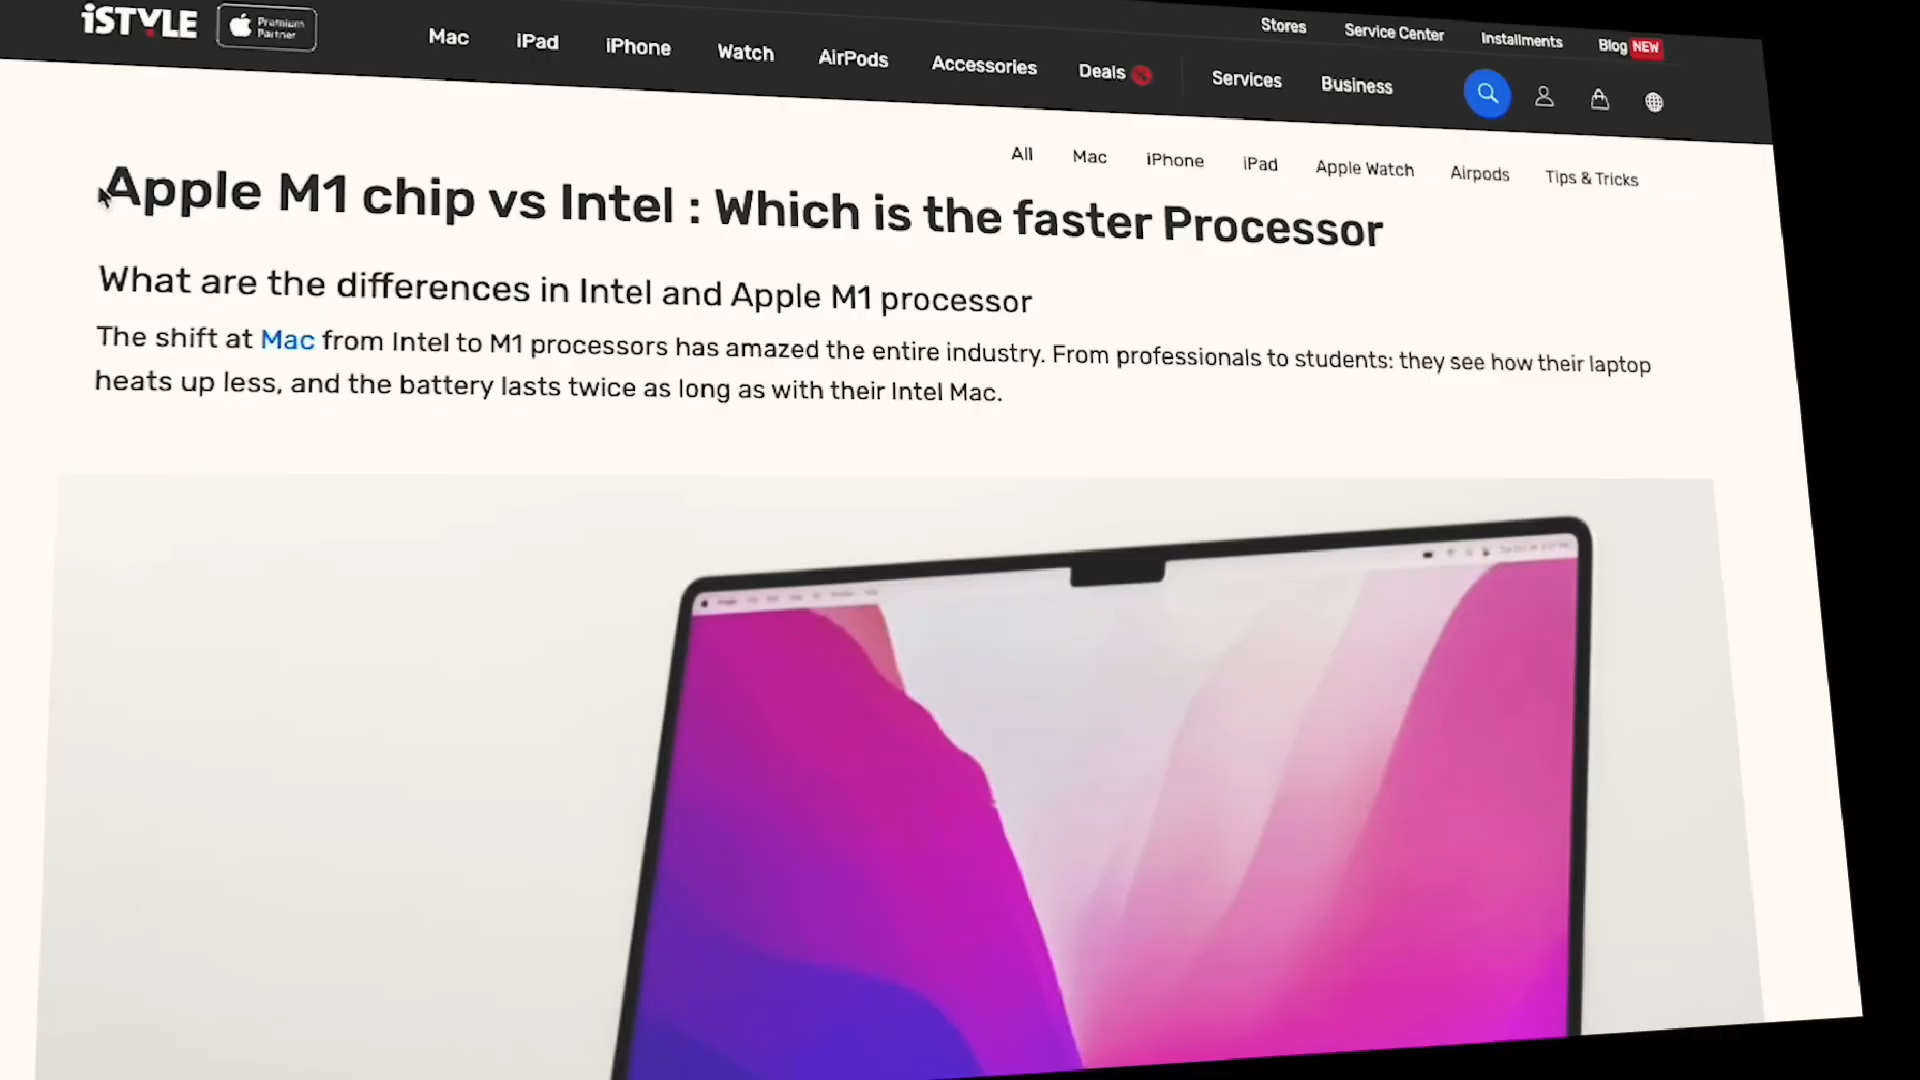 iSTYLE
Premium
Partner
Mac
iPad
iPhone
Watch
AirPods
Accessories
Deals
Services
Business
Stores
Service Center
Installments
Blog NEW
All
Mac
iPhone
iPad
Apple Watch
Airpods
Tips & Tricks
Apple M1 chip vs Intel : Which is the faster Processor
What are the differences in Intel and Apple M1 processor
The shift at Mac from Intel to M1 processors has amazed the entire industry. From professionals to students: they see how their laptop
heats up less, and the battery lasts twice as long as with their Intel Mac.